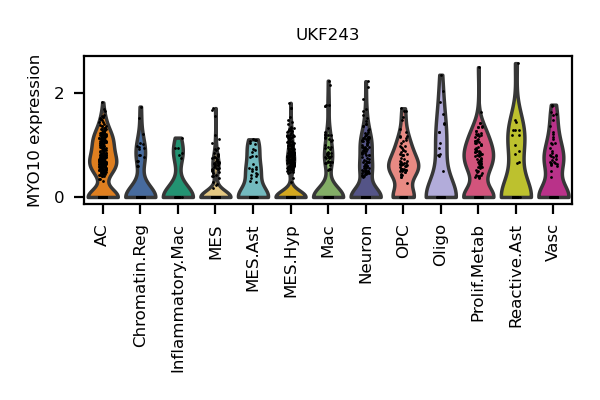 UKF243
MYO10 expression
2
0
AC
Chromatin.Reg
Inflammatory.Mac
MES
MES.Ast
MES.Hyp
Mac
Neuron
OPC
Oligo
Prolif.Metab
Reactive.Ast
Vasc